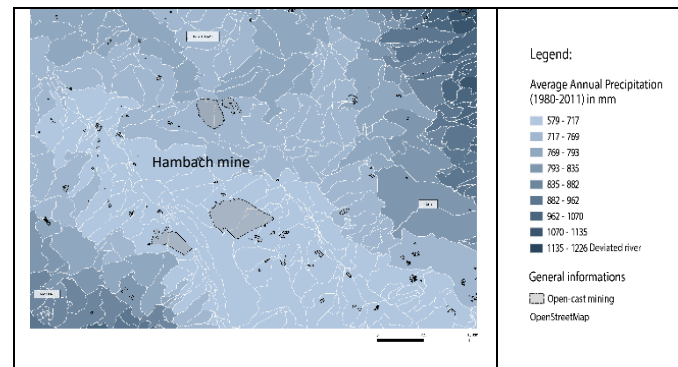 Hambach mine
Legend:
Average Annual Precipitation
(1980-2011) in mm
579 - 717
717 - 769
769 - 793
793 - 835
835 - 882
882 - 962
962 - 1070
1070 - 1135
1135 - 1226 Deviated river
General informations
Open-cast mining
OpenStreetMap